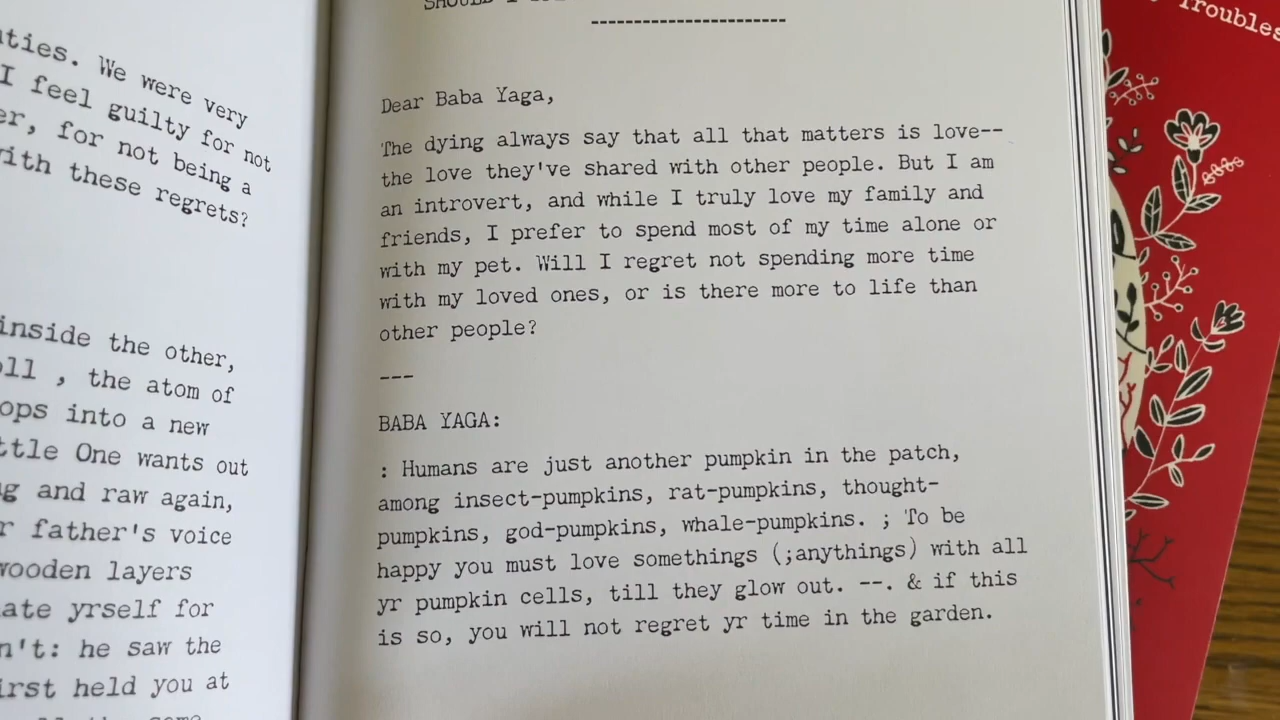 uties. We were very
I feel guilty for not
er, for not being a
with these regrets?
inside the other,
oll , the atom of
ops into a new
ttle One wants out
ng and raw again,
r father's voice
wooden layers
ate yrself for
n't: he saw the
irst held you at
SHOULD I
-----------------------
Dear Baba Yaga,
The dying always say that all that matters is love--
the love they've shared with other people. But I am
an introvert, and while I truly love my family and
friends, I prefer to spend most of my time alone or
with my pet. Will I regret not spending more time
with my loved ones, or is there more to life than
other people?
---
BABA YAGA:
: Humans are just another pumpkin in the patch,
among insect-pumpkins, rat-pumpkins, thought-
pumpkins, god-pumpkins, whale-pumpkins. ; To be
happy you must love somethings (;anythings) with all
yr pumpkin cells, till they glow out. --. & if this
is so, you will not regret yr time in the garden.
Troubles